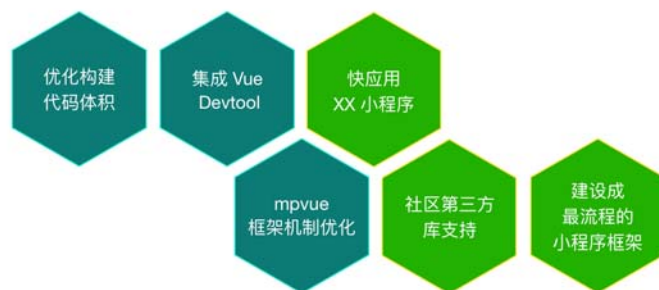 优化构建
代码体积
集成 Vue
Devtool
快应用
XX 小程序
mpvue
框架机制优化
社区第三方
库支持
建设成
最流程的
小程序框架